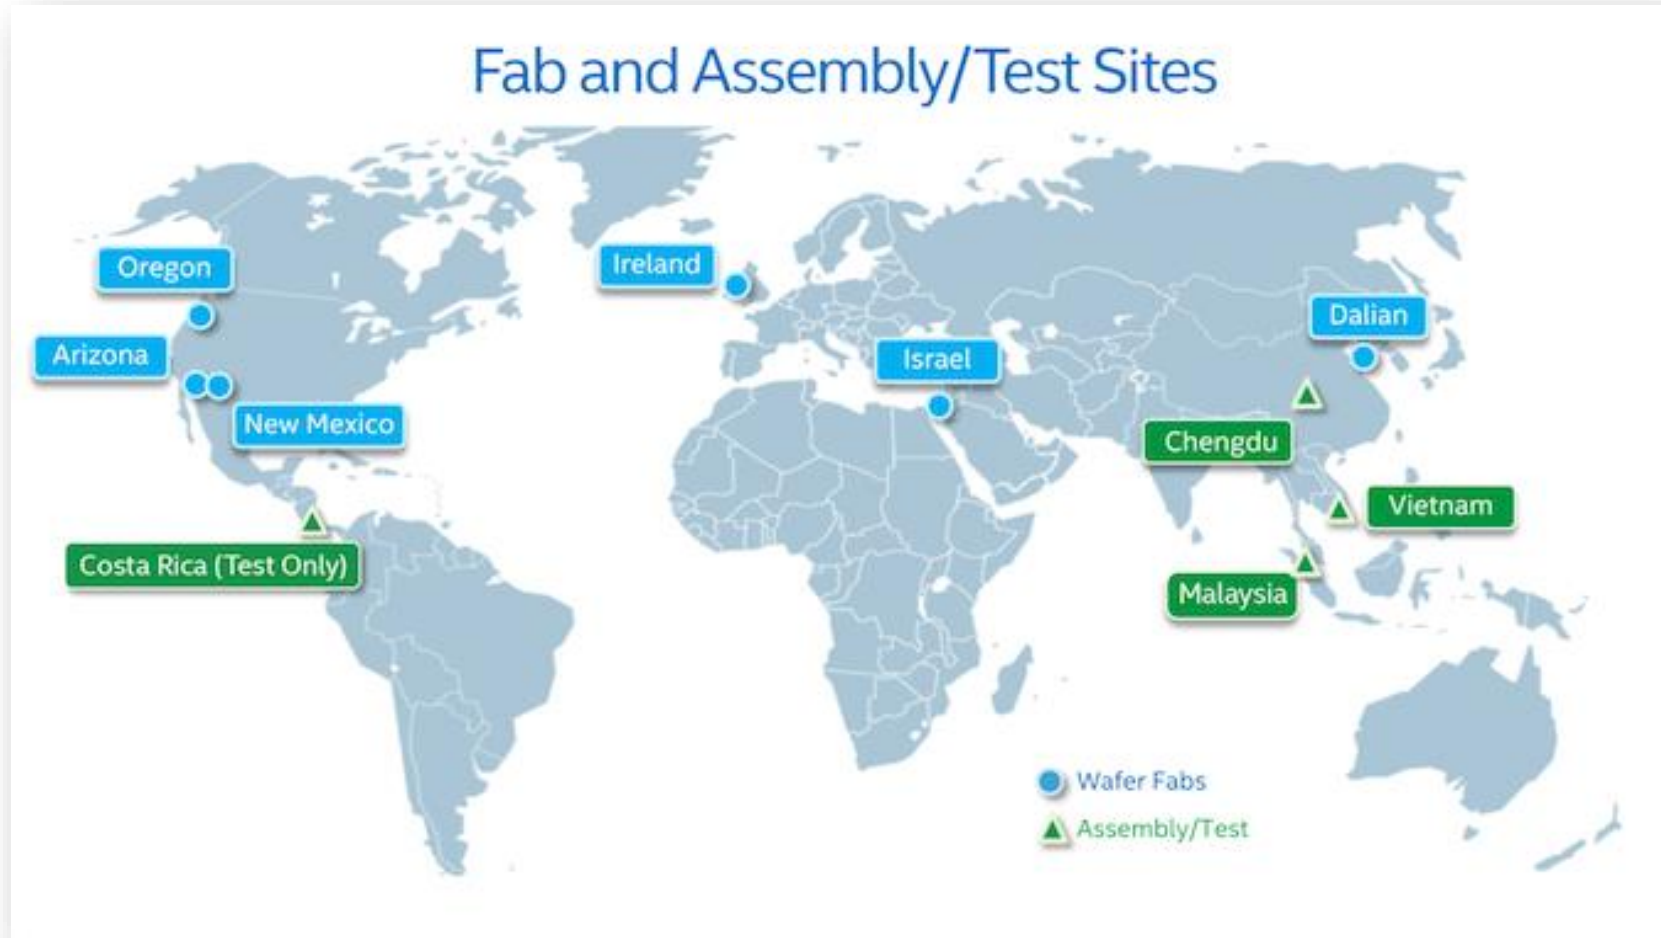 Fab and Assembly/Test Sites
Oregon
Ireland
Dalian
Arizona
Israel
New Mexico
Chengdu
Vietnam
Costa Rica (Test Only)
Malaysia
Wafer Fabs
Assembly/Test